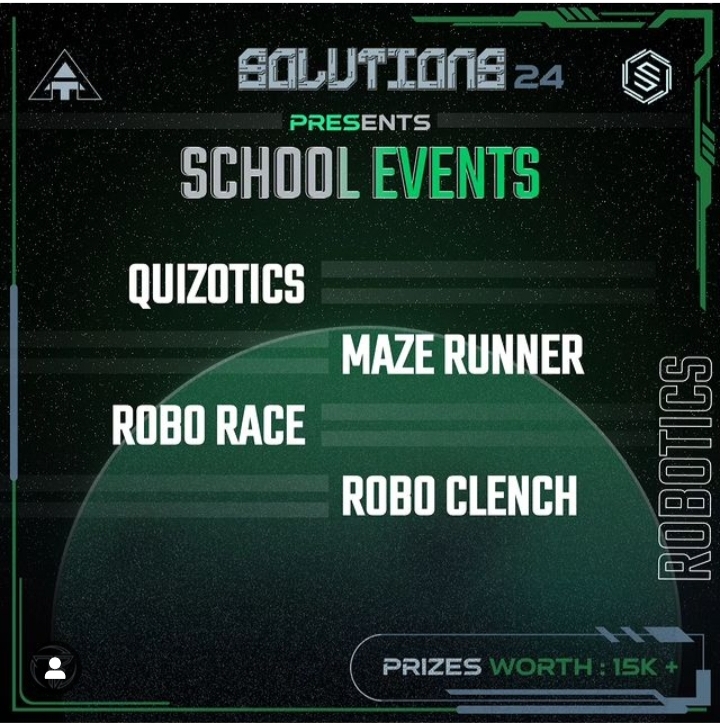 SOLUTIONS 24
PRESENTS
SCHOOL EVENTS
QUIZOTICS
MAZE RUNNER
ROBO RACE
ROBO CLENCH
ROBOTICS
PRIZES WORTH : 15K +